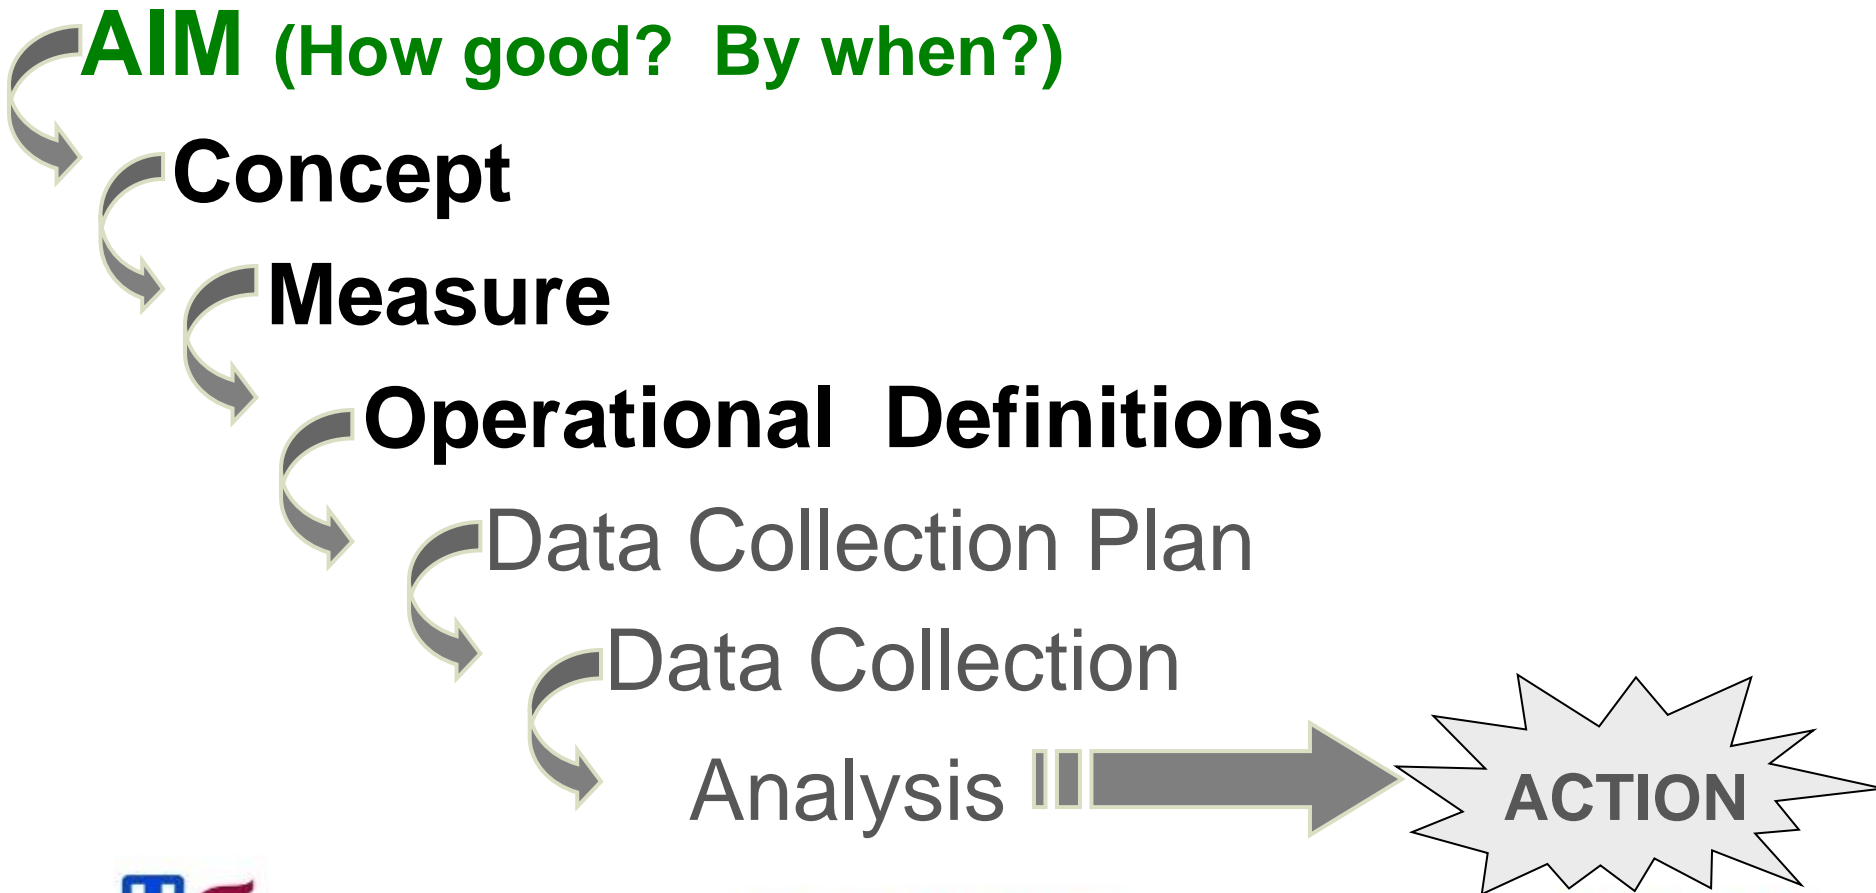 AIM (How good? By when?)
Concept
Measure
Operational Definitions
Data Collection Plan
Data Collection
Analysis
ACTION